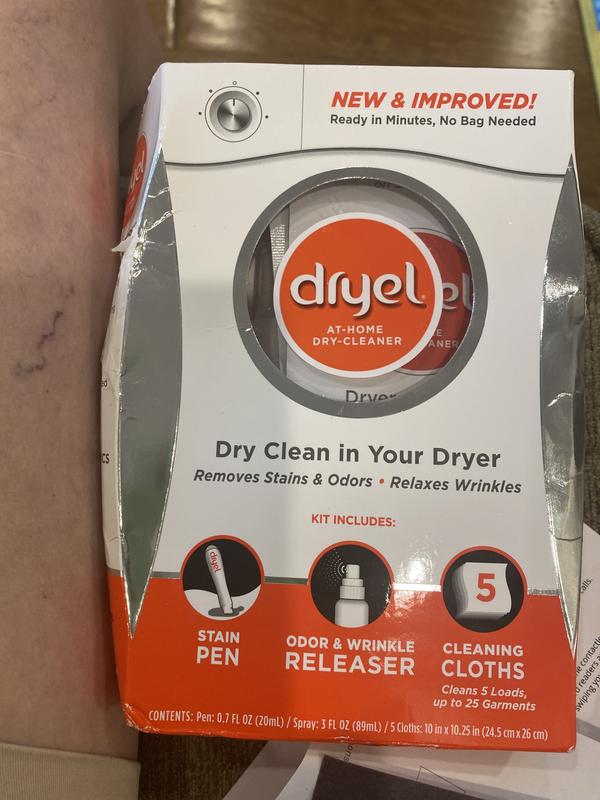 NEW & IMPROVED!
Ready in Minutes, No Bag Needed
dryel
AT-HOME
DRY-CLEANER
el
E
ANER
Dryer
Dry Clean in Your Dryer
Removes Stains & Odors • Relaxes Wrinkles
KIT INCLUDES:
dryel
5
STAIN
PEN
ODOR & WRINKLE
RELEASER
CLEANING
CLOTHS
Cleans 5 Loads,
up to 25 Garments
CONTENTS: Pen: 0.7 FL OZ (20mL) / Spray: 3 FL OZ (89mL) / 5 Cloths: 10 in x 10.25 in (24.5 cm x 26 cm)